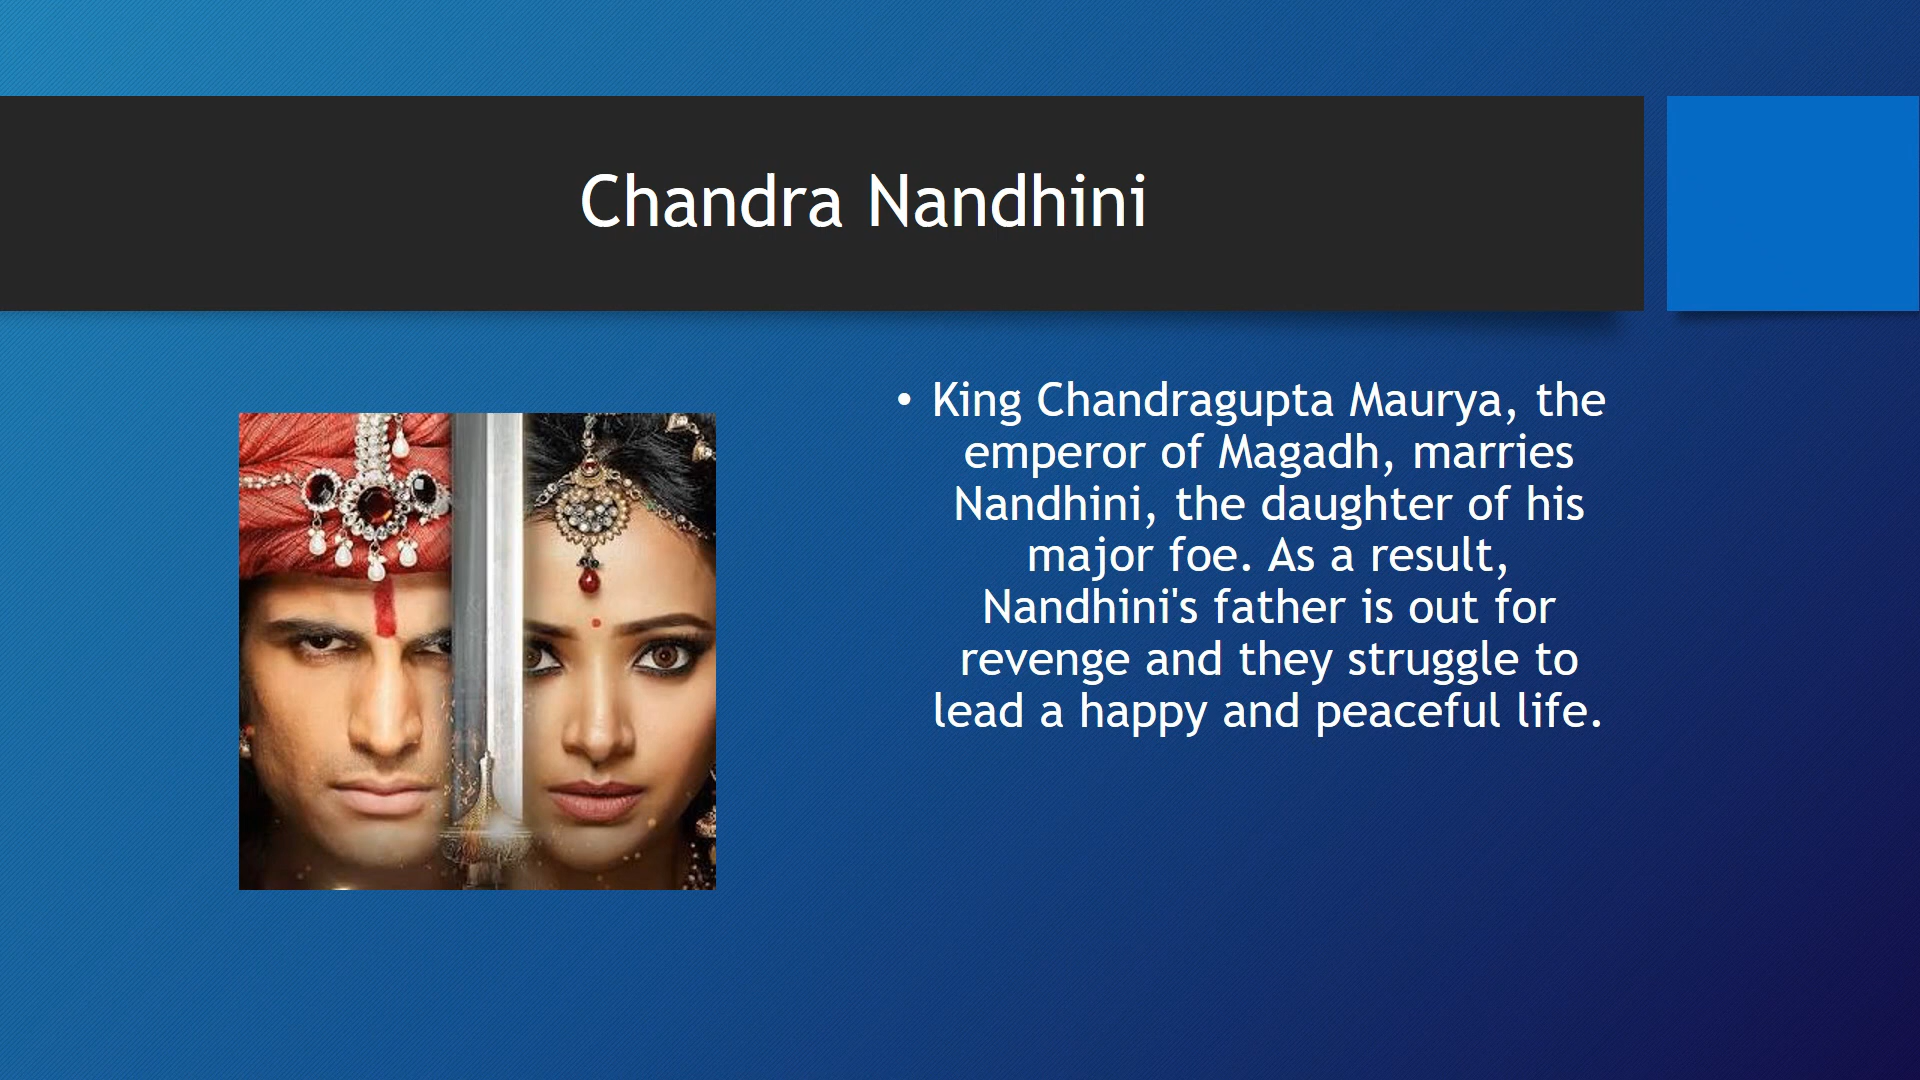 Chandra Nandhini
• King Chandragupta Maurya, the
emperor of Magadh, marries
Nandhini, the daughter of his
major foe. As a result,
Nandhini's father is out for
revenge and they struggle to
lead a happy and peaceful life.